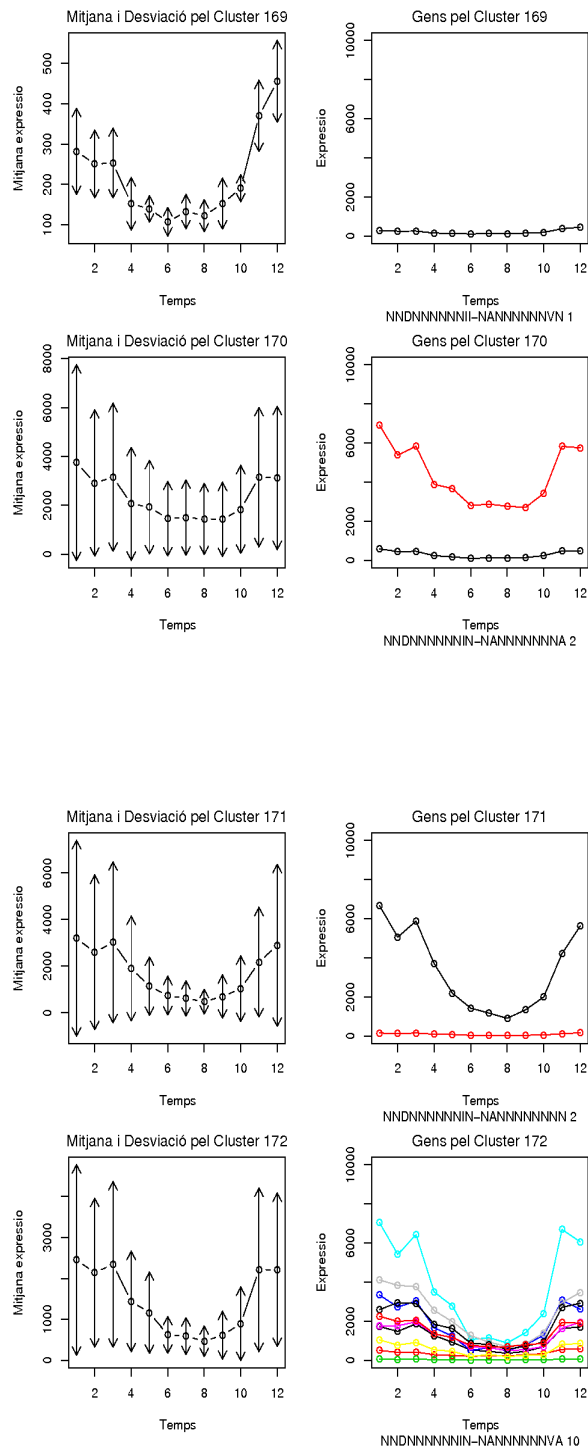 Mitjana i Desviació pel Cluster 169
Gens pel Cluster 169
Mitjana expressio
100 200 300 400 500
2 4 6 8 10 12
Temps
Expressio
0 2000 6000 10000
2 4 6 8 10 12
Temps
NNDNNNNNNII-NANNNNNNNVN 1
Mitjana i Desviació pel Cluster 170
Gens pel Cluster 170
Mitjana expressio
0 2000 4000 6000 8000
2 4 6 8 10 12
Temps
Expressio
0 2000 6000 10000
2 4 6 8 10 12
Temps
NNDNNNNNNIN-NANNNNNNNNA 2
Mitjana i Desviació pel Cluster 171
Gens pel Cluster 171
Mitjana expressio
0 2000 4000 6000
2 4 6 8 10 12
Temps
Expressio
0 2000 6000 10000
2 4 6 8 10 12
Temps
NNDNNNNNNIN-NANNNNNNNNN 2
Mitjana i Desviació pel Cluster 172
Gens pel Cluster 172
Mitjana expressio
0 1000 3000
2 4 6 8 10 12
Temps
Expressio
0 2000 6000 10000
2 4 6 8 10 12
Temps
NNDNNNNNNIN-NANNNNNNNVA 10